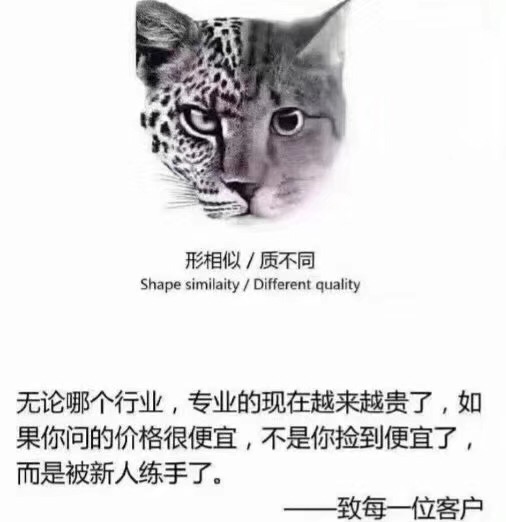 形相似 / 质不同
Shape similaity / Different quality
无论哪个行业，专业的现在越来越贵了，如
果你问的价格很便宜，不是你捡到便宜了，
而是被新人练手了。
——致每一位客户